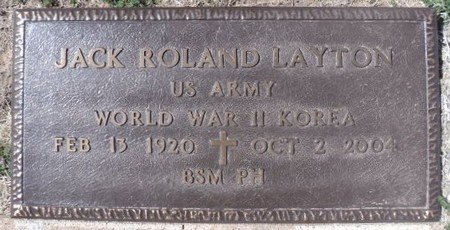 JACK ROLAND LAYTON
US ARMY
WORLD WAR II KOREA
FEB 13 1920 OCT 2 2004
BSM PH